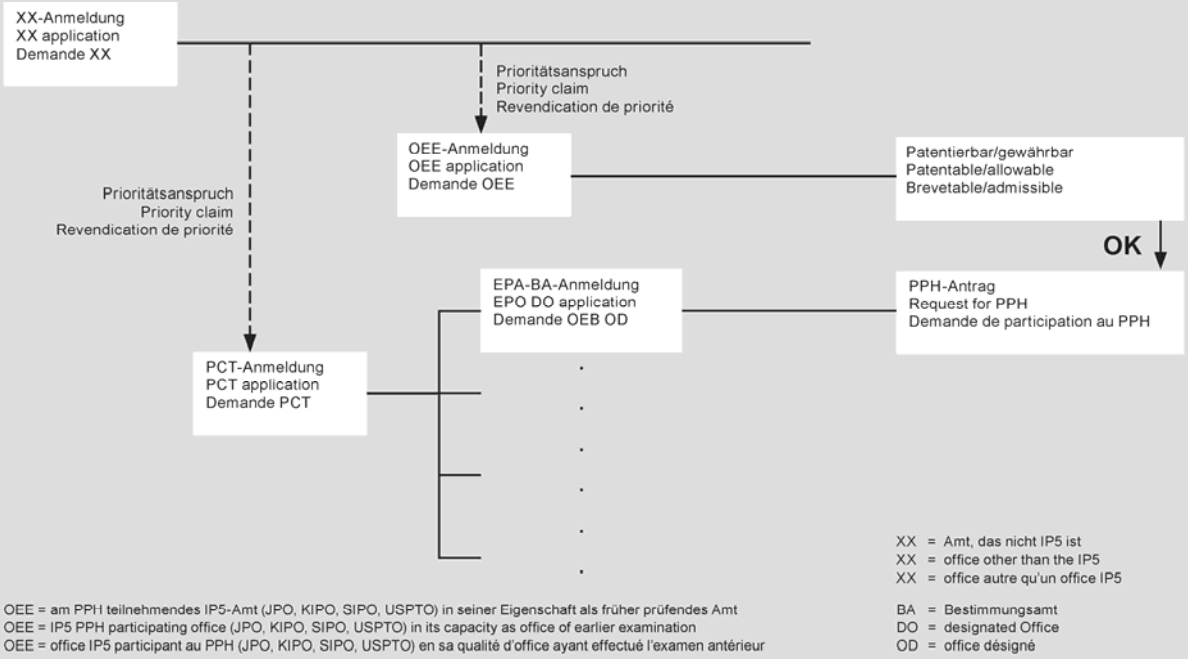 XX-Anmeldung
XX application
Demande XX
Prioritätsanspruch
Priority claim
Revendication de priorité
OEE-Anmeldung
OEE application
Demande OEE
Patentierbar/gewährbar
Patentable/allowable
Brevetable/admissible
Prioritätsanspruch
Priority claim
Revendication de priorité
OK
EPA-BA-Anmeldung
EPO DO application
Demande OEB OD
PPH-Antrag
Request for PPH
Demande de participation au PPH
PCT-Anmeldung
PCT application
Demande PCT
XX = Amt, das nicht IP5 ist
XX = office other than the IP5
XX = office autre qu'un office IP5
OEE = am PPH teilnehmendes IP5-Amt (JPO, KIPO, SIPO, USPTO) in seiner Eigenschaft als früher prüfendes Amt
OEE = IP5 PPH participating office (JPO, KIPO, SIPO, USPTO) in its capacity as office of earlier examination
OEE = office IP5 participant au PPH (JPO, KIPO, SIPO, USPTO) en sa qualité d'office ayant effectué l'examen antérieur
BA = Bestimmungsamt
DO = designated Office
OD = office désigné